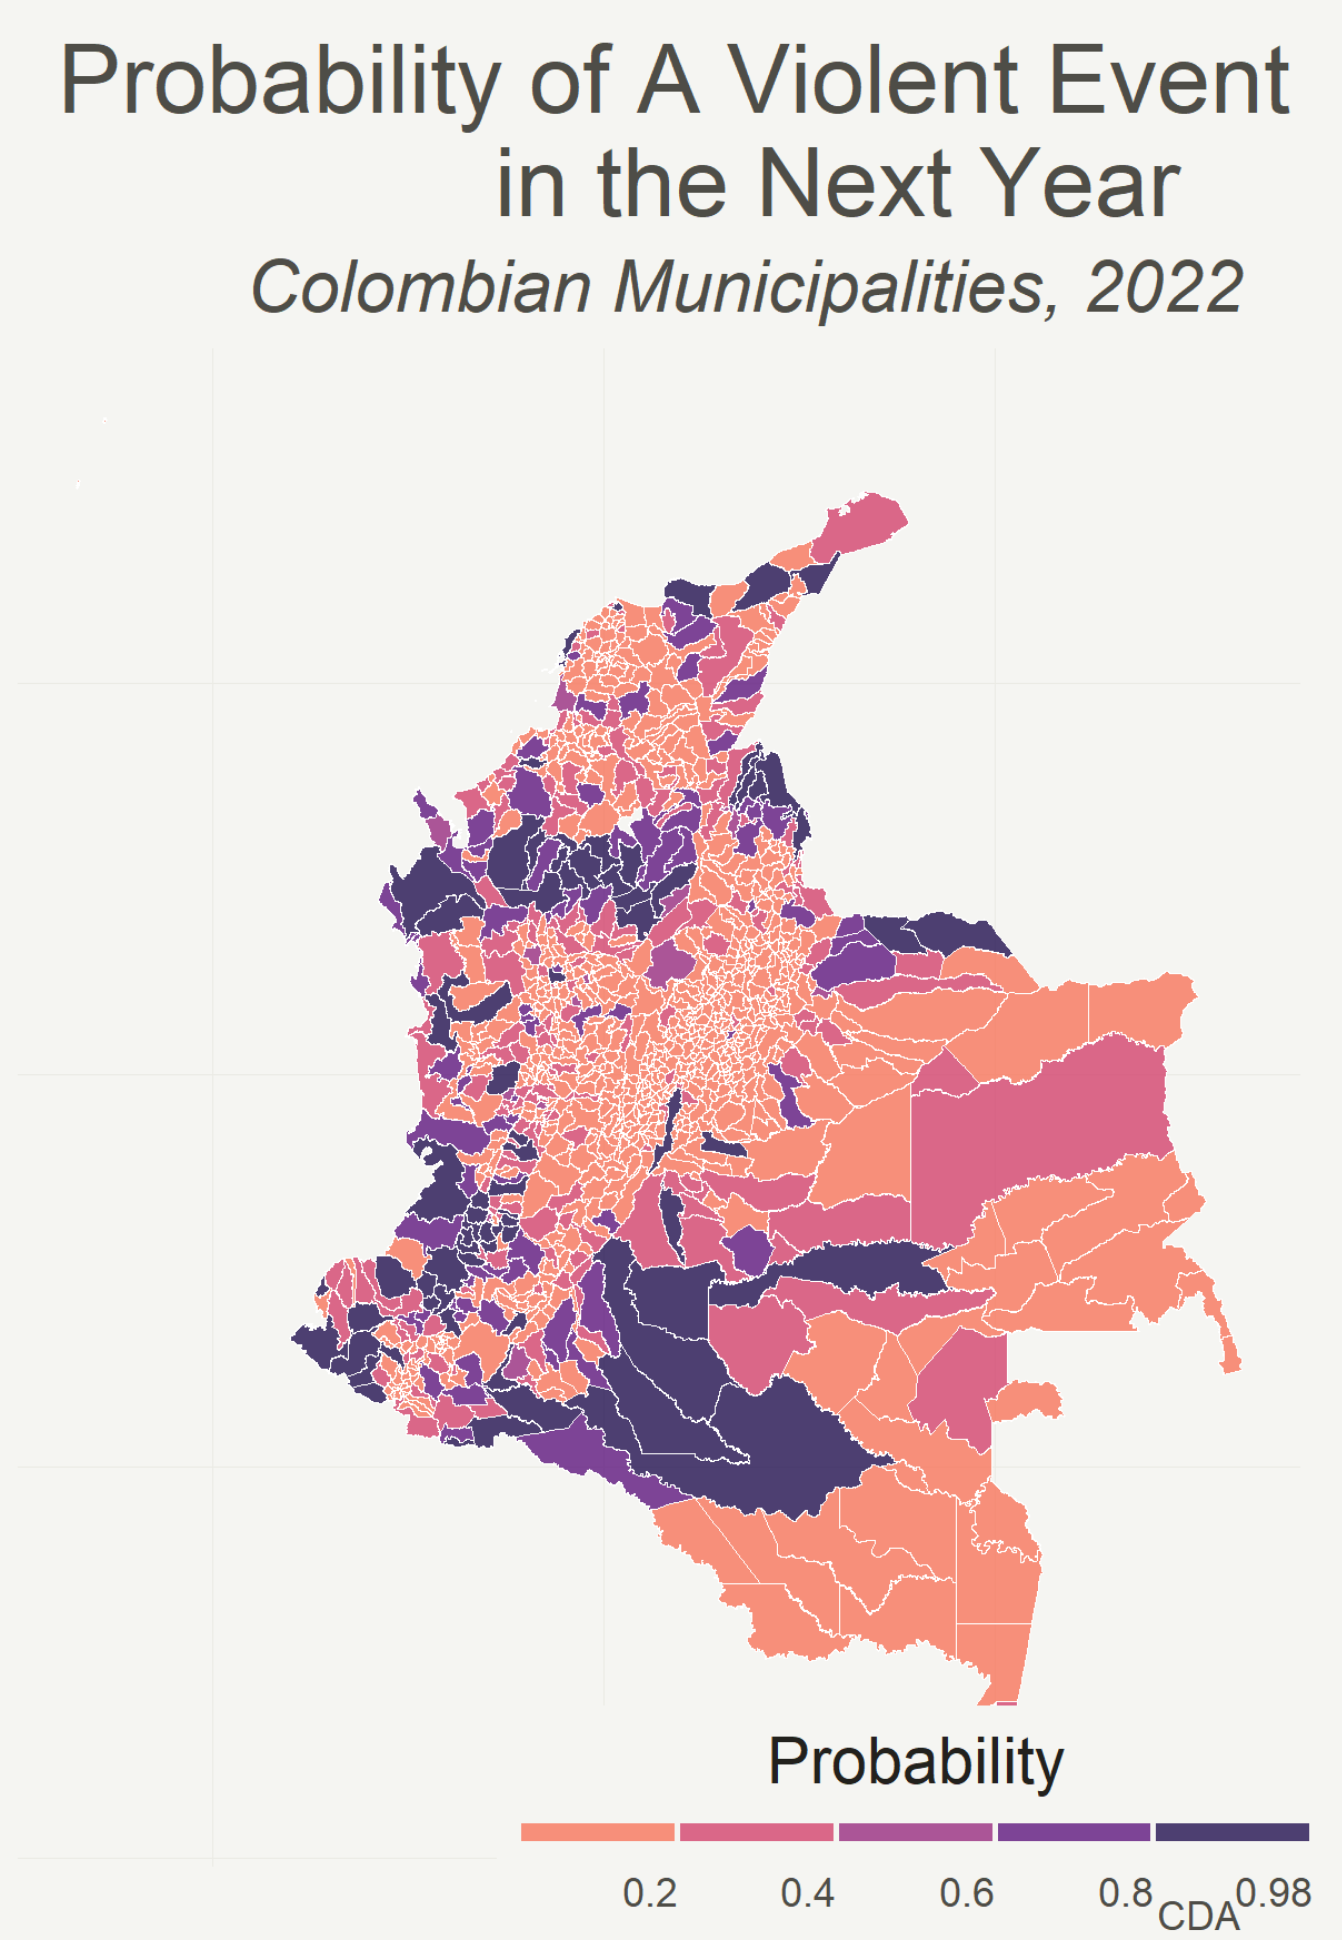 Probability of A Violent Event
in the Next Year
Colombian Municipalities, 2022
Probability
0.2 0.4 0.6 0.8 0.98
CDA